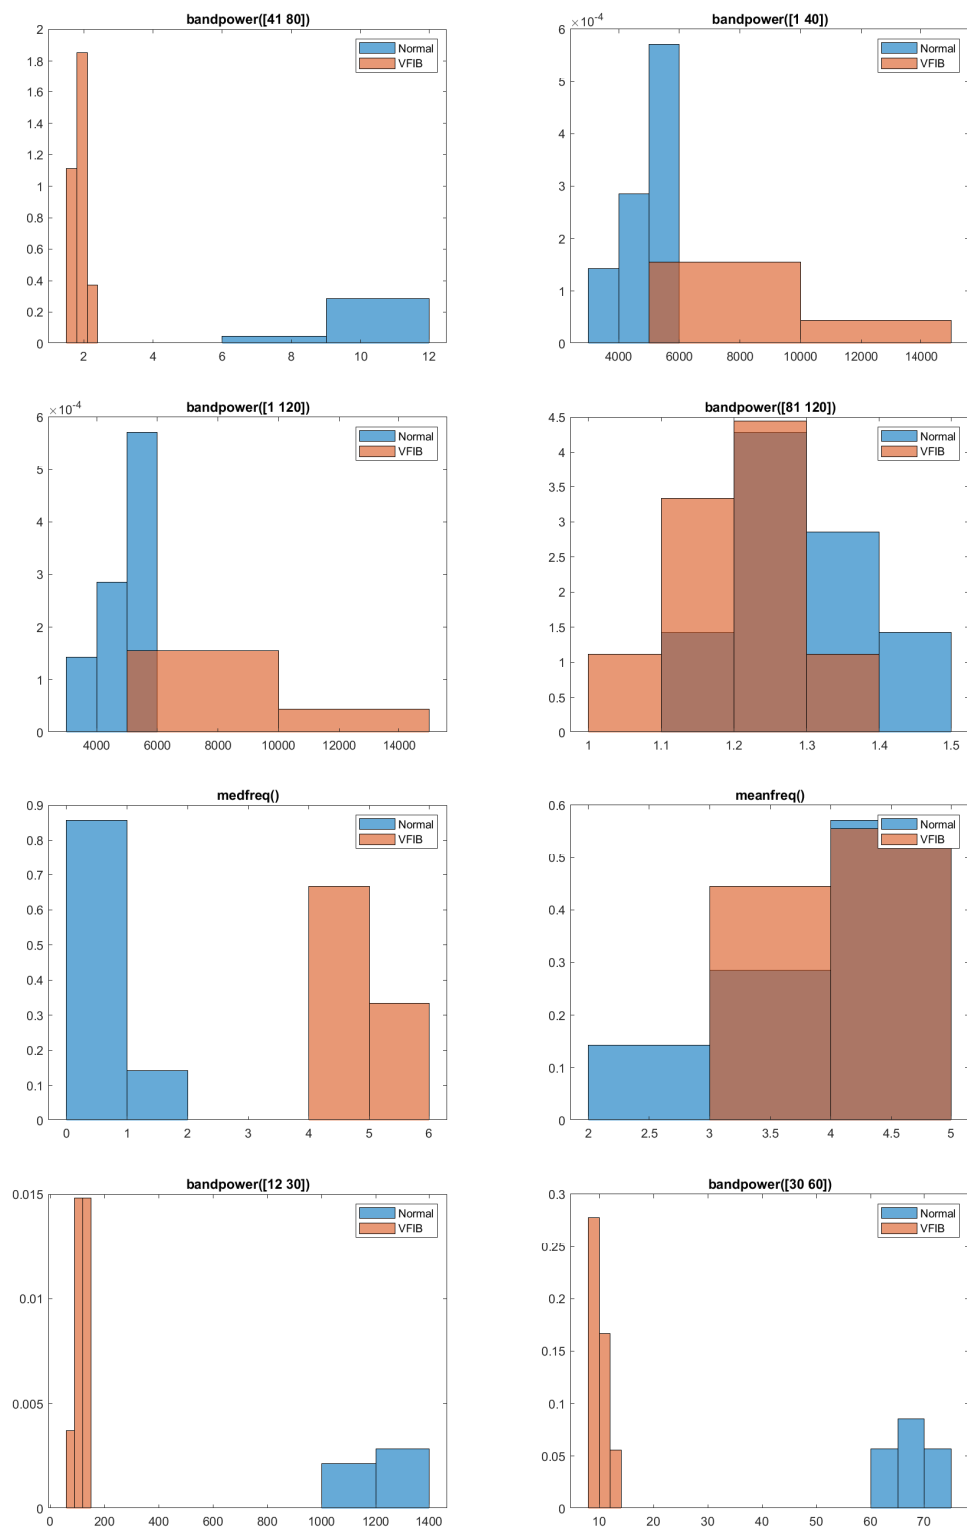 bandpower([41 80])
2
1.8
1.6
1.4
1.2
1
0.8
0.6
0.4
0.2
0
2 4 6 8 10 12
Normal
VFIB
bandpower([1 40])
×10⁻⁴
6
5
4
3
2
1
0
4000 6000 8000 10000 12000 14000
Normal
VFIB
bandpower([1 120])
×10⁻⁴
6
5
4
3
2
1
0
4000 6000 8000 10000 12000 14000
Normal
VFIB
bandpower([81 120])
4.5
4
3.5
3
2.5
2
1.5
1
0.5
0
1 1.1 1.2 1.3 1.4 1.5
Normal
VFIB
medfreq()
0.9
0.8
0.7
0.6
0.5
0.4
0.3
0.2
0.1
0
0 1 2 3 4 5 6
Normal
VFIB
meanfreq()
0.6
0.5
0.4
0.3
0.2
0.1
0
2 2.5 3 3.5 4 4.5 5
Normal
VFIB
bandpower([12 30])
0.015
0.01
0.005
0
0 200 400 600 800 1000 1200 1400
Normal
VFIB
bandpower([30 60])
0.3
0.25
0.2
0.15
0.1
0.05
0
10 20 30 40 50 60 70
Normal
VFIB